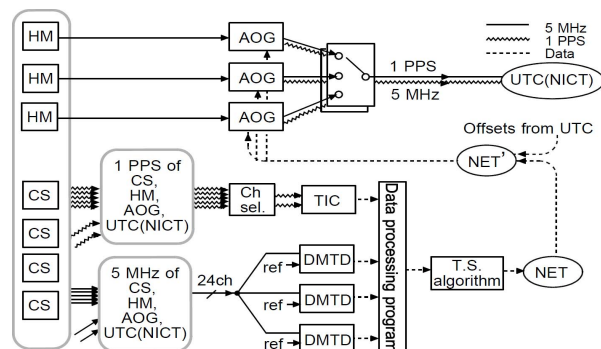 HM
HM
HM
AOG
AOG
AOG
1 PPS
5 MHz
UTC(NICT)
5 MHz
1 PPS
Data
Offsets from UTC
NET'
CS
CS
CS
CS
1 PPS of
CS,
HM,
AOG,
UTC(NICT)
Ch
sel.
TIC
5 MHz of
CS,
HM,
AOG,
UTC(NICT)
24ch
ref
DMTD
ref
DMTD
ref
DMTD
Data processing program
T.S.
algorithm
NET